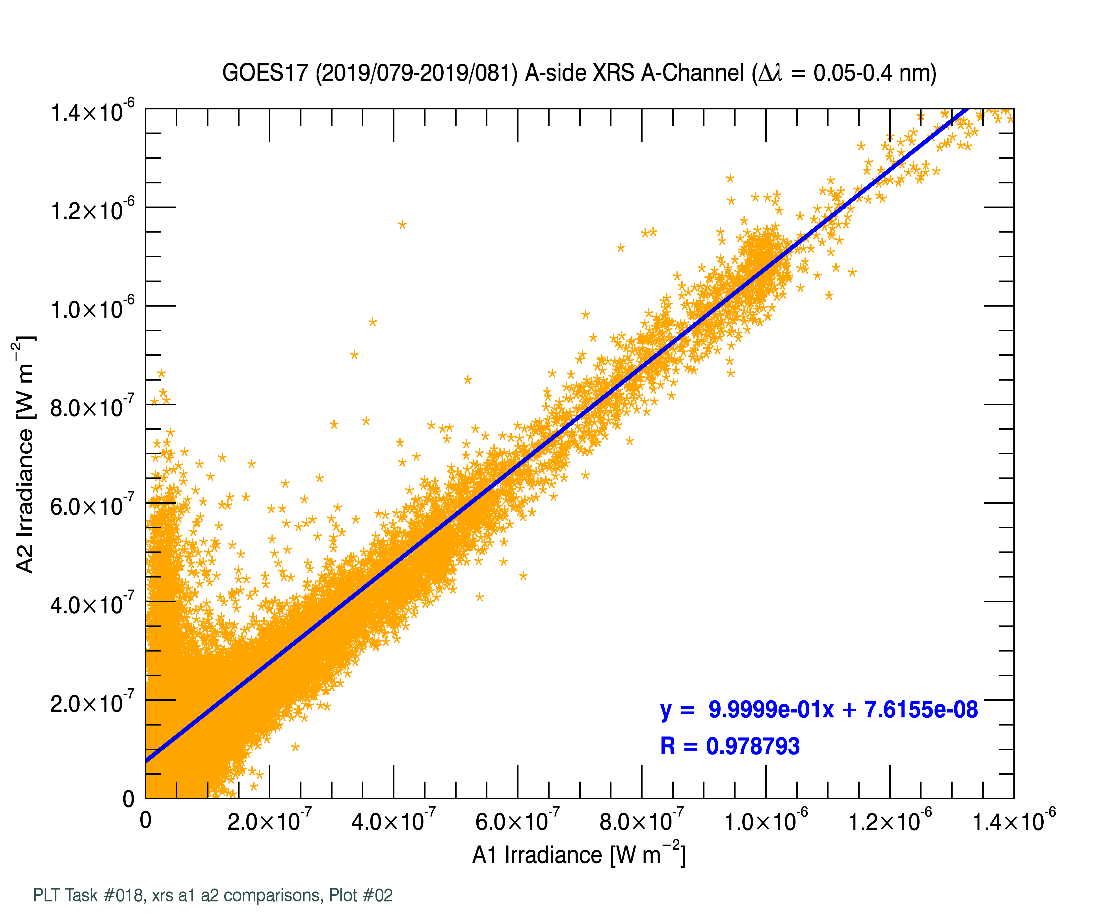 GOES17 (2019/079-2019/081) A-side XRS A-Channel (Δλ = 0.05-0.4 nm)
1.4×10⁻⁶
1.2×10⁻⁶
1.0×10⁻⁶
8.0×10⁻⁷
6.0×10⁻⁷
4.0×10⁻⁷
2.0×10⁻⁷
0
A2 Irradiance [W m⁻²]
y = 9.9999e-01x + 7.6155e-08
R = 0.978793
0 2.0×10⁻⁷ 4.0×10⁻⁷ 6.0×10⁻⁷ 8.0×10⁻⁷ 1.0×10⁻⁶ 1.2×10⁻⁶ 1.4×10⁻⁶
A1 Irradiance [W m⁻²]
PLT Task #018, xrs a1 a2 comparisons, Plot #02